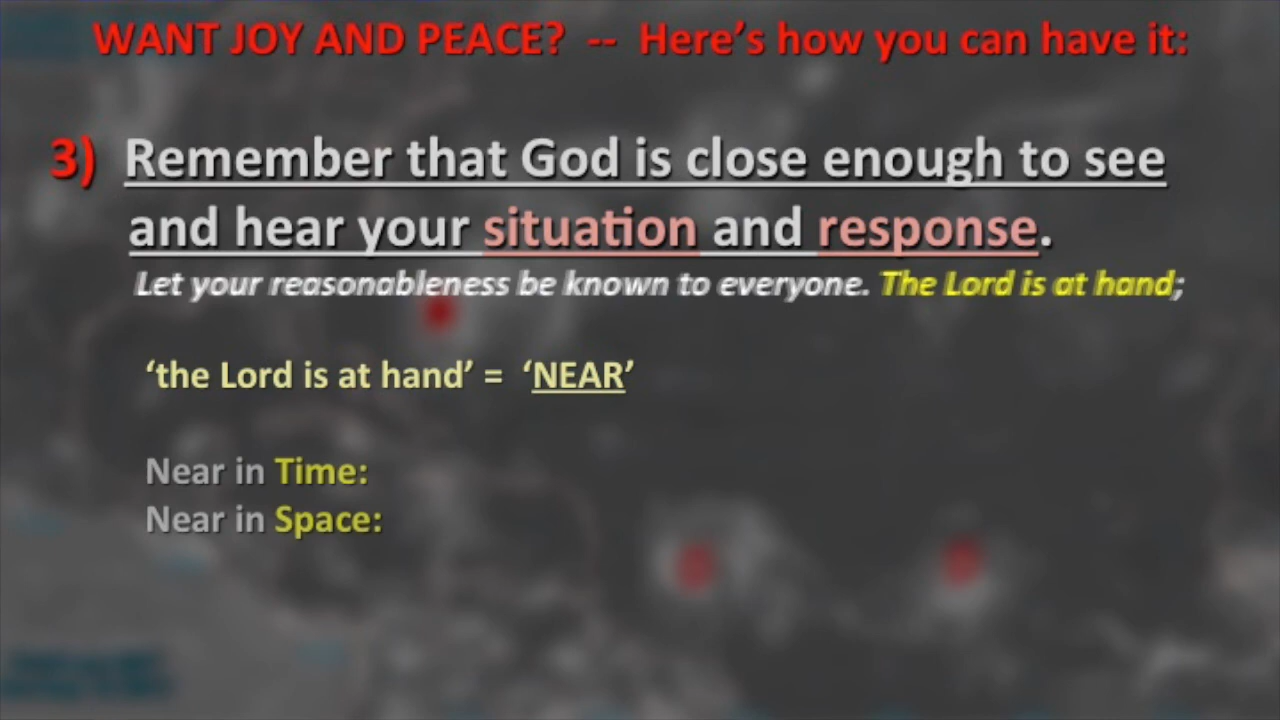 WANT JOY AND PEACE? -- Here’s how you can have it:
3) Remember that God is close enough to see
and hear your situation and response.
Let your reasonableness be known to everyone. The Lord is at hand;
‘the Lord is at hand’ = ‘NEAR’
Near in Time:
Near in Space: